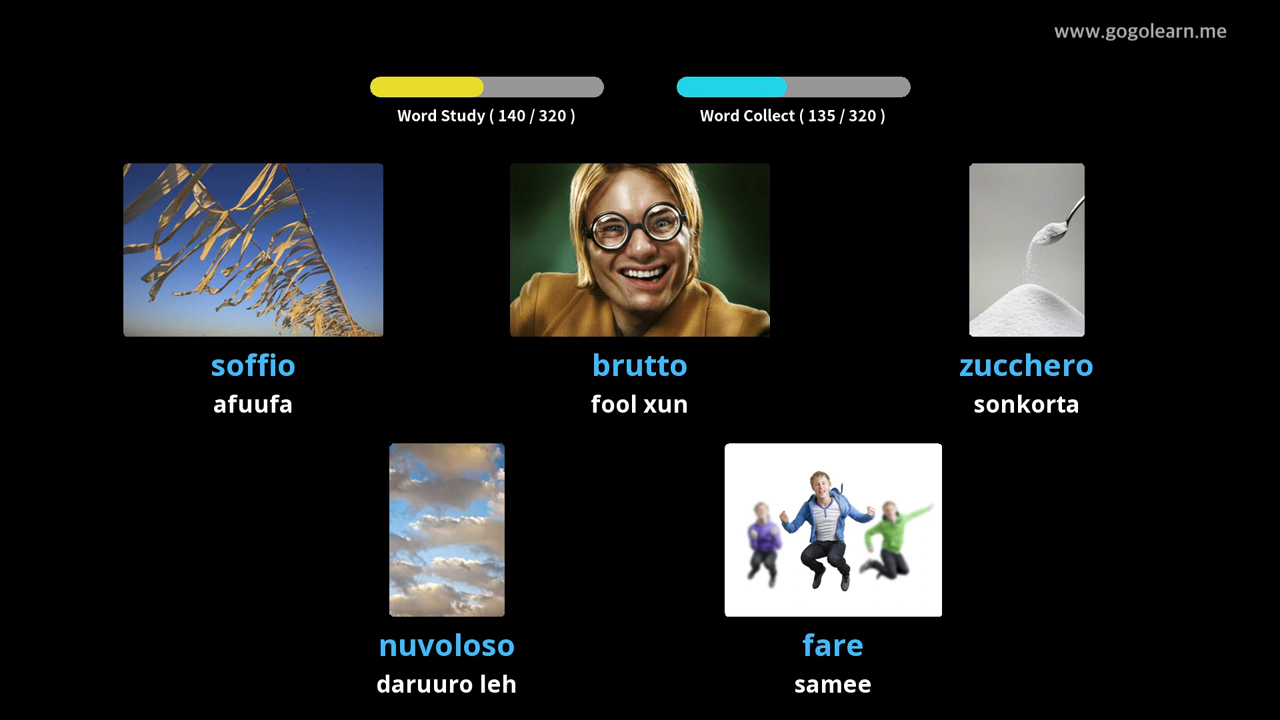 www.gogolearn.me
Word Study ( 140 / 320 )
Word Collect ( 135 / 320 )
soffio
afuufa
brutto
fool xun
zucchero
sonkorta
nuvoloso
daruuro leh
fare
samee